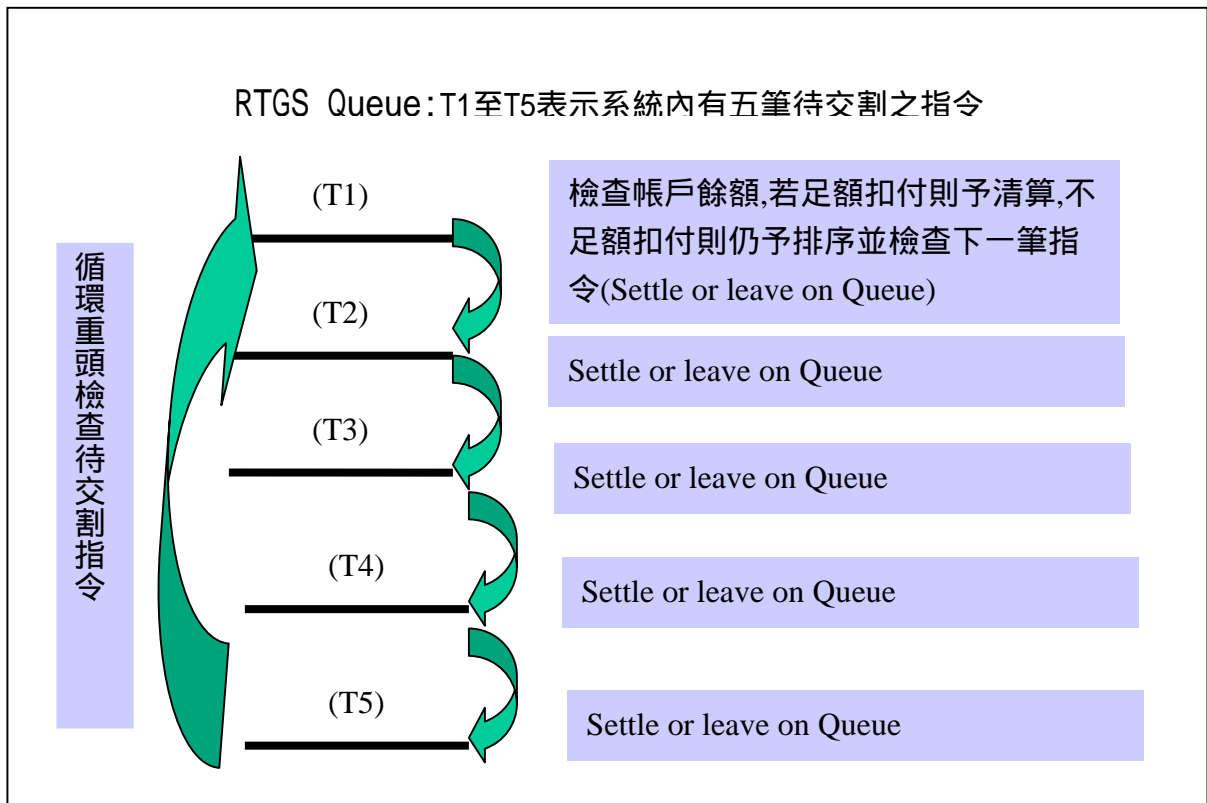 RTGS Queue:T1至T5表示系統內有五筆待交割之指令
(T1)
檢查帳戶餘額,若足額扣付則予清算,不
足額扣付則仍予排序並檢查下一筆指
令(Settle or leave on Queue)
循環重頭檢查待交割指令
(T2)
Settle or leave on Queue
(T3)
Settle or leave on Queue
(T4)
Settle or leave on Queue
(T5)
Settle or leave on Queue